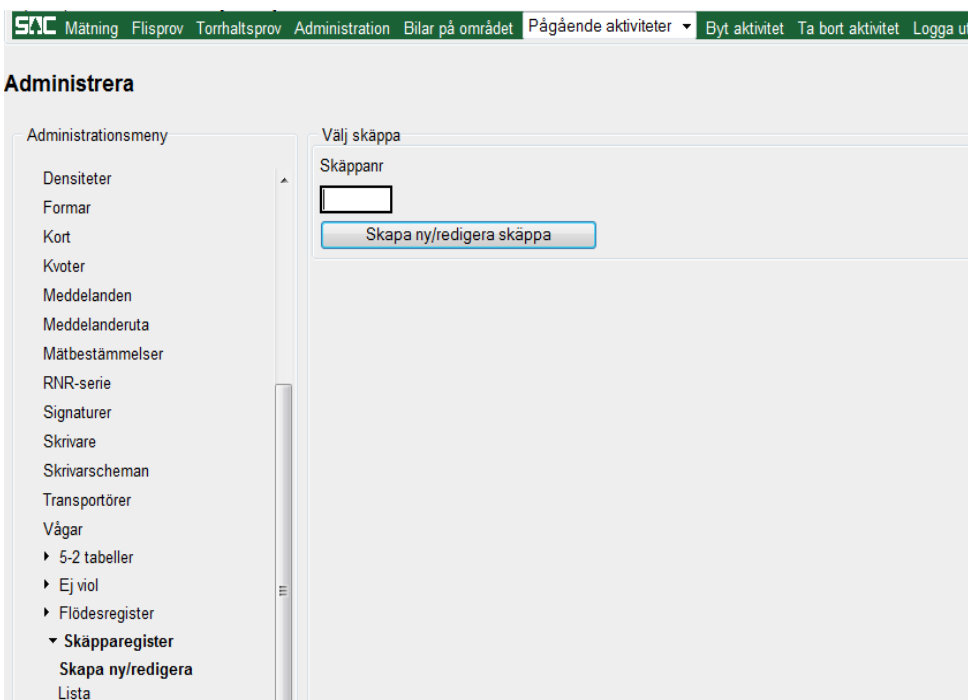 SDC Mätning Flisprov Torrhaltsprov Administration Bilar på området Pågående aktiviteter Byt aktivitet Ta bort aktivitet Logga
Administrera
Administrationsmeny
Densiteter
Formar
Kort
Kvoter
Meddelanden
Meddelanderuta
Mätbestämmelser
RNR-serie
Signaturer
Skrivare
Skrivarscheman
Transportörer
Vågar
5-2 tabeller
Ej viol
Flödesregister
Skäpparegister
Skapa ny/redigera
Lista
Välj skäppa
Skäppanr
Skapa ny/redigera skäppa